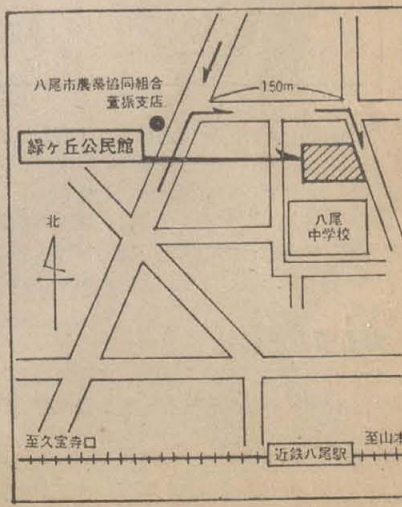 八尾市農業協同組合
萱振支店
150m
緑ヶ丘公民館
八尾
中学校
北
至久宝寺口
近鉄八尾駅
至山本